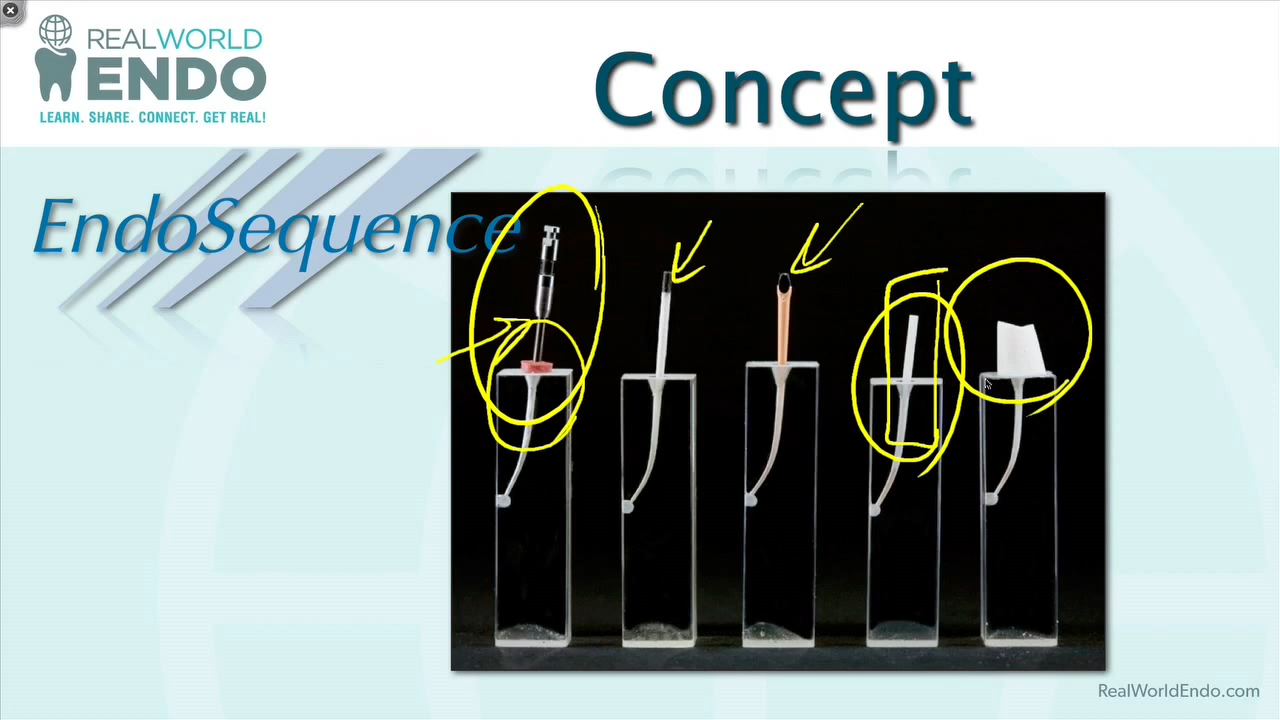 REALWORLD
ENDO
LEARN. SHARE. CONNECT. GET REAL!
Concept
EndoSequence
RealWorldEndo.com